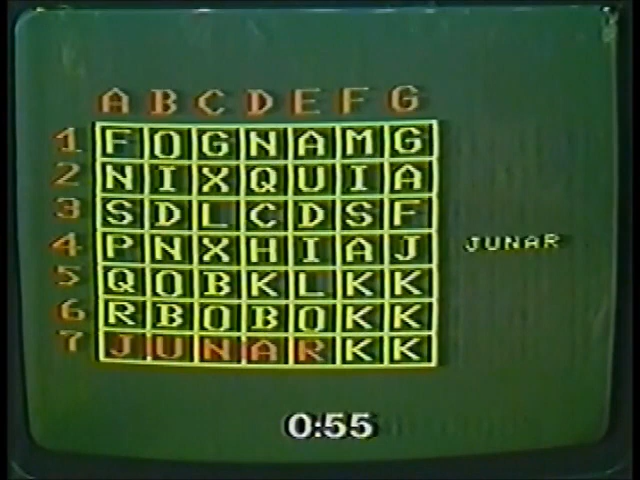 A B C D E F G
1 F O G N A M G
2 N I X Q U I A
3 S D L C D S F
4 P N X H I A J JUNAR
5 Q O B K L K K
6 R B O B O K K
7 J U N A R K K
0:55